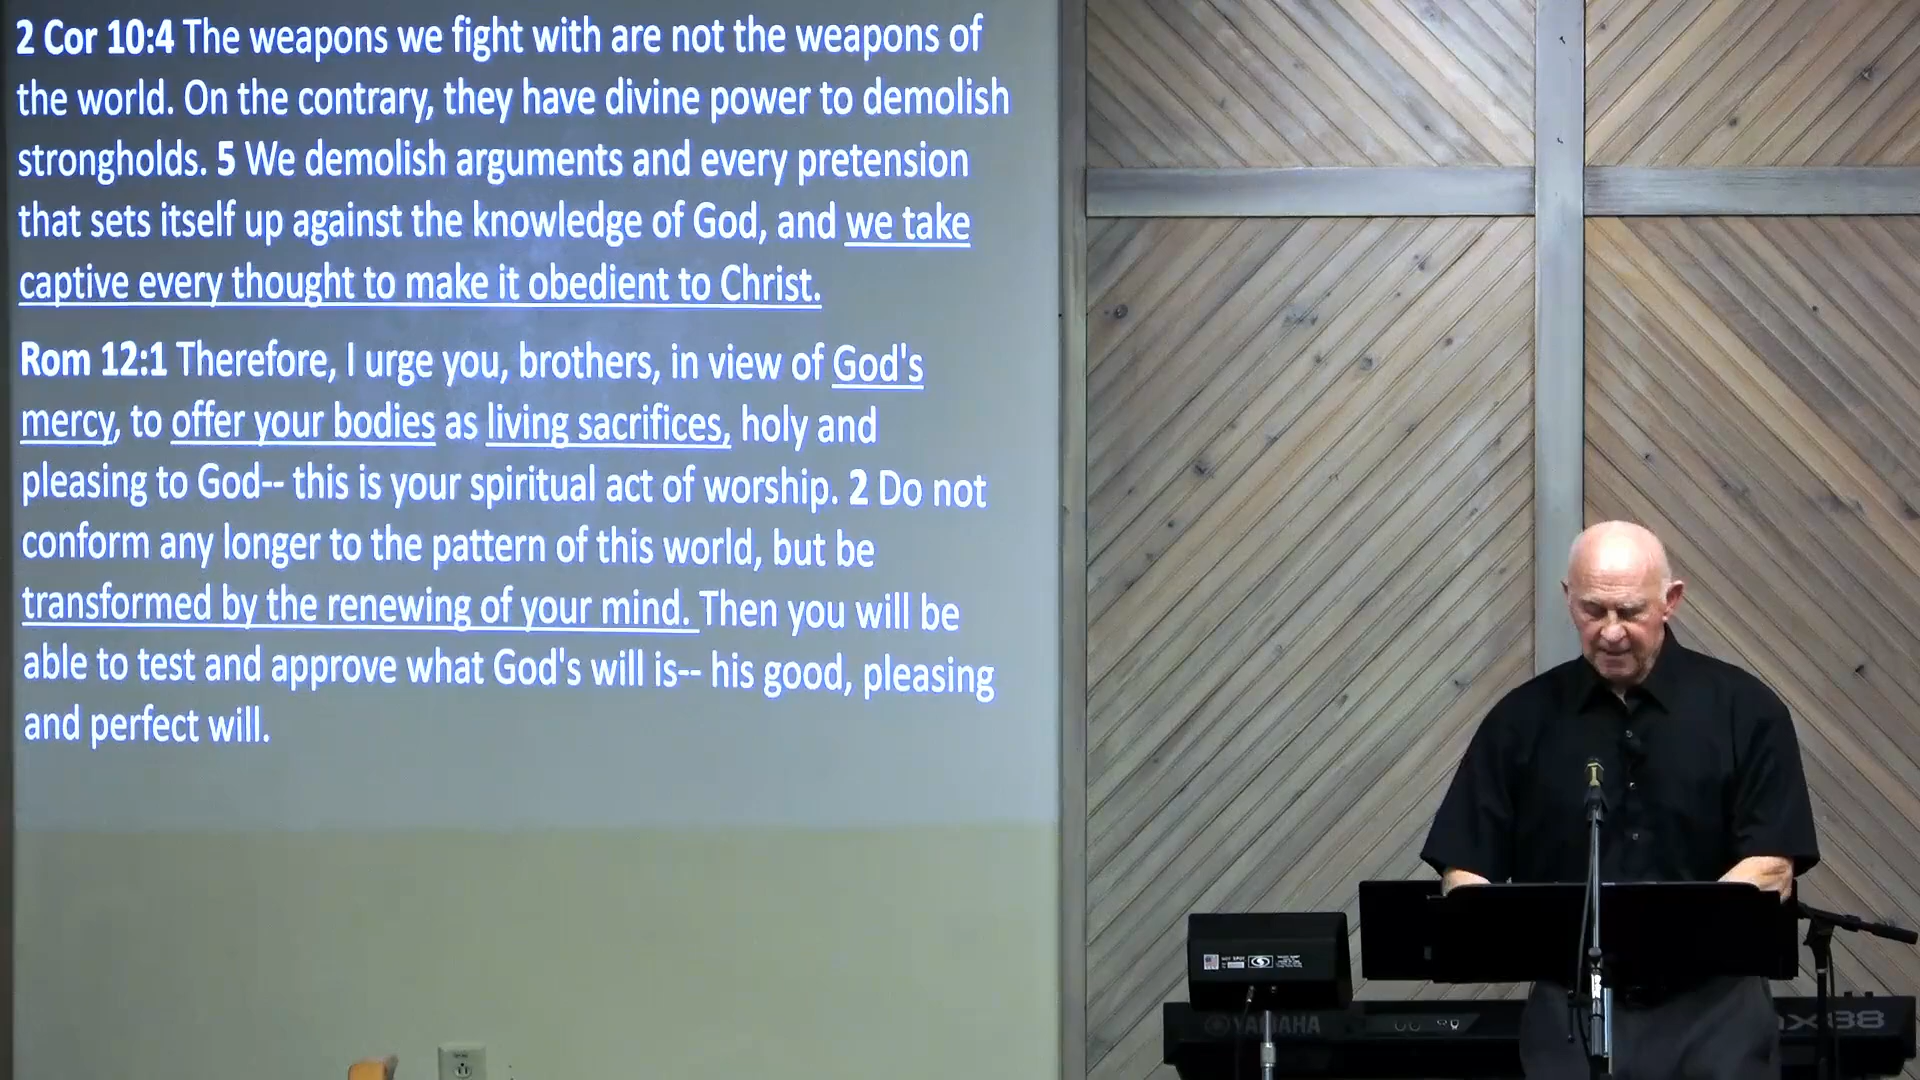 2 Cor 10:4 The weapons we fight with are not the weapons of
the world. On the contrary, they have divine power to demolish
strongholds. 5 We demolish arguments and every pretension
that sets itself up against the knowledge of God, and we take
captive every thought to make it obedient to Christ.
Rom 12:1 Therefore, I urge you, brothers, in view of God's
mercy, to offer your bodies as living sacrifices, holy and
pleasing to God-- this is your spiritual act of worship. 2 Do not
conform any longer to the pattern of this world, but be
transformed by the renewing of your mind. Then you will be
able to test and approve what God's will is-- his good, pleasing
and perfect will.
HOT SPOT
YAMAHA